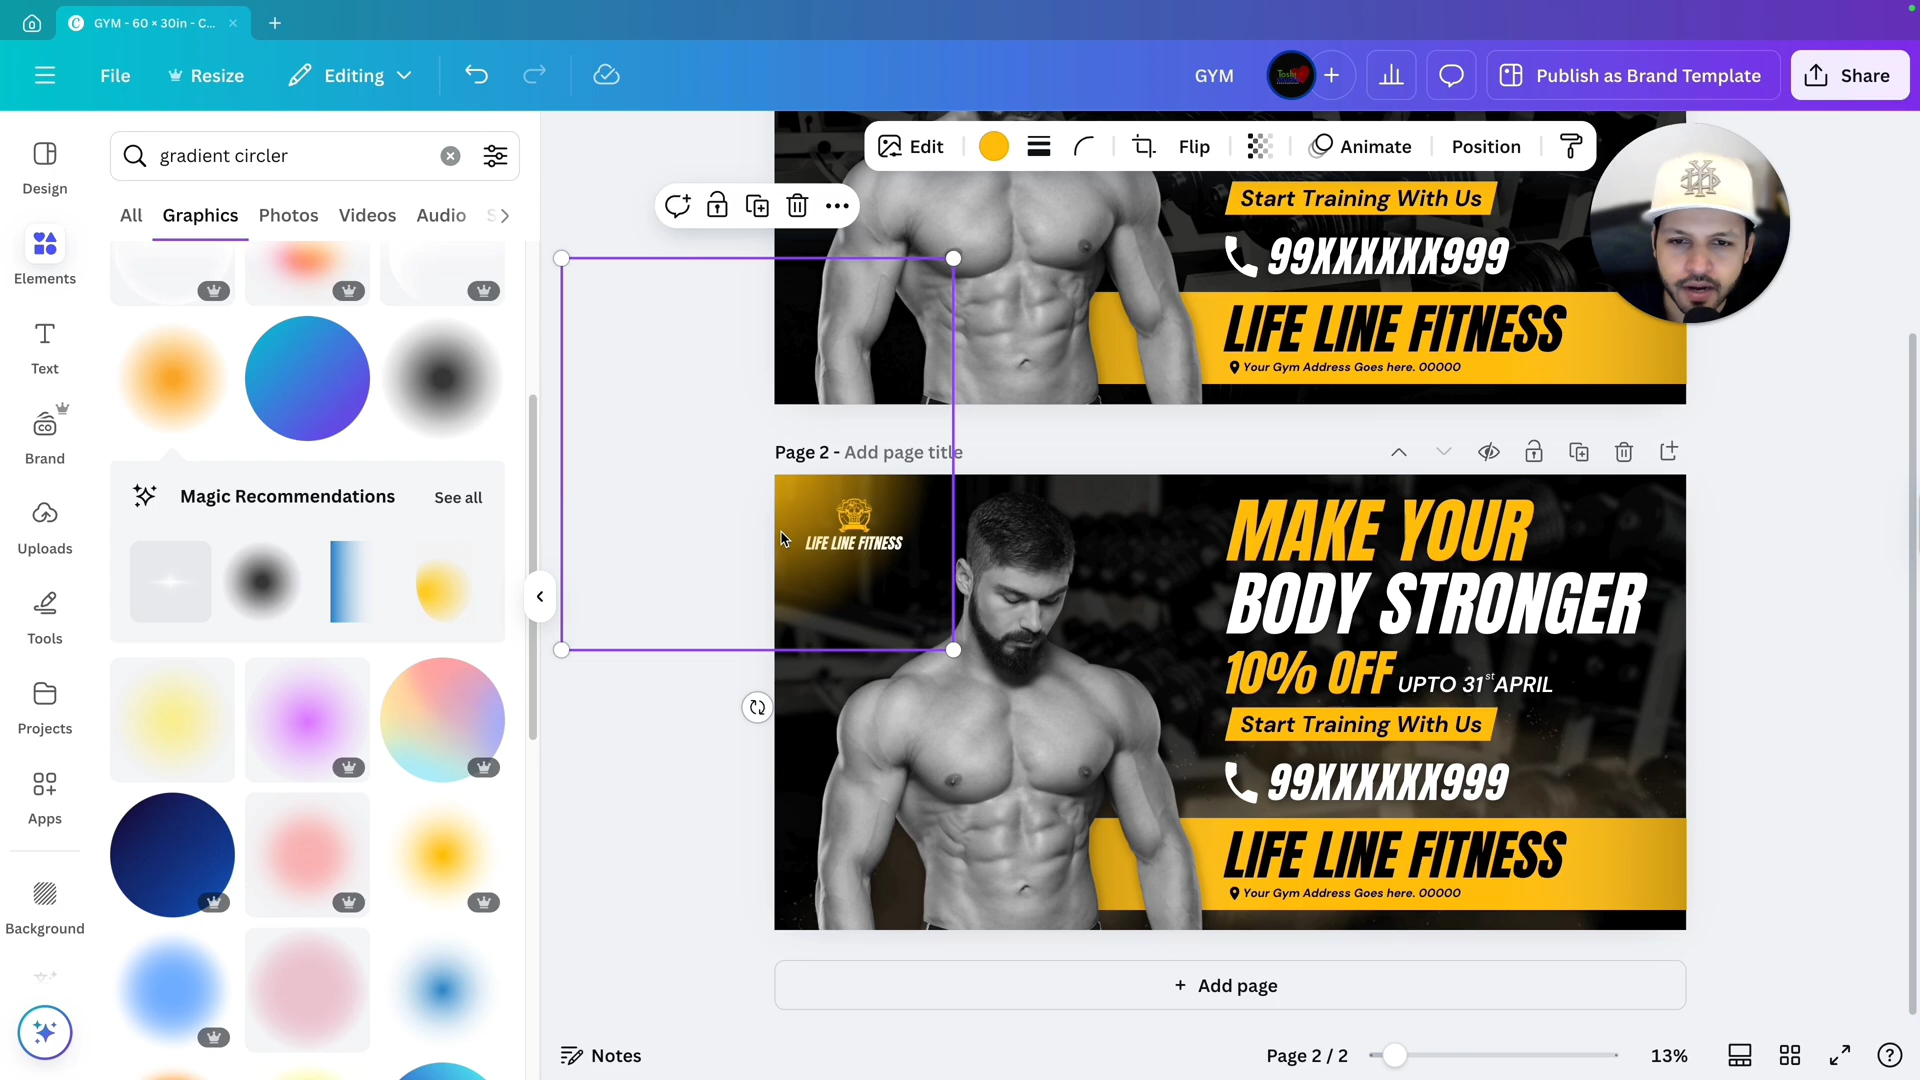 GYM - 60 × 30in - C...
File
Resize
Editing
GYM
Publish as Brand Template
Share
gradient circler
All
Graphics
Photos
Videos
Audio
Design
Elements
Text
Brand
Uploads
Tools
Projects
Apps
Background
Magic Recommendations
See all
Edit
Flip
Animate
Position
Start Training With Us
99XXXXXX999
LIFE LINE FITNESS
Your Gym Address Goes here. 00000
Page 2 - Add page title
LIFE LINE FITNESS
MAKE YOUR
BODY STRONGER
10% OFF UPTO 31st APRIL
Start Training With Us
99XXXXXX999
LIFE LINE FITNESS
Your Gym Address Goes here. 00000
+ Add page
Notes
Page 2 / 2
13%